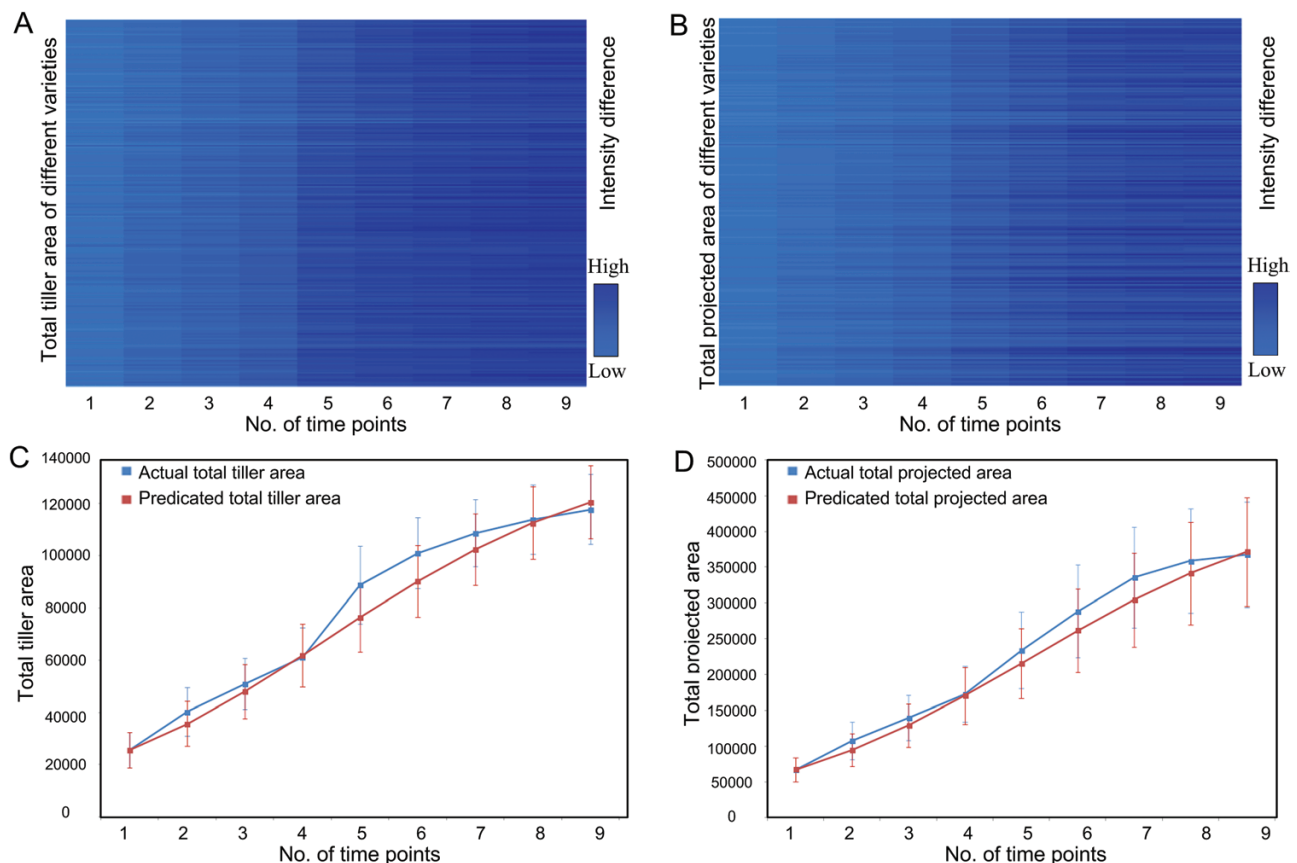 A
Total tiller area of different varieties
Intensity difference
High
Low
1 2 3 4 5 6 7 8 9
No. of time points
B
Total projected area of different varieties
Intensity difference
High
Low
1 2 3 4 5 6 7 8 9
No. of time points
C
140000
120000
100000
80000
60000
40000
20000
0
Total tiller area
Actual total tiller area
Predicated total tiller area
1 2 3 4 5 6 7 8 9
No. of time points
D
500000
450000
400000
350000
300000
250000
200000
150000
100000
50000
0
Total projected area
Actual total projected area
Predicated total projected area
1 2 3 4 5 6 7 8 9
No. of time points